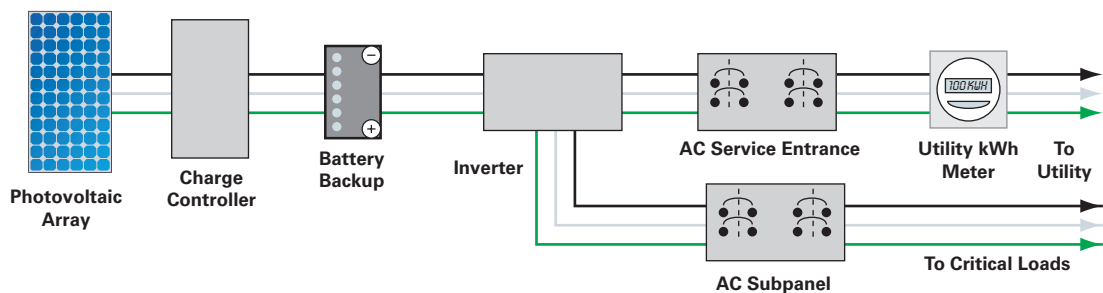 100 KWH
Photovoltaic
Array
Charge
Controller
Battery
Backup
Inverter
AC Service Entrance
Utility kWh
Meter
To
Utility
AC Subpanel
To Critical Loads